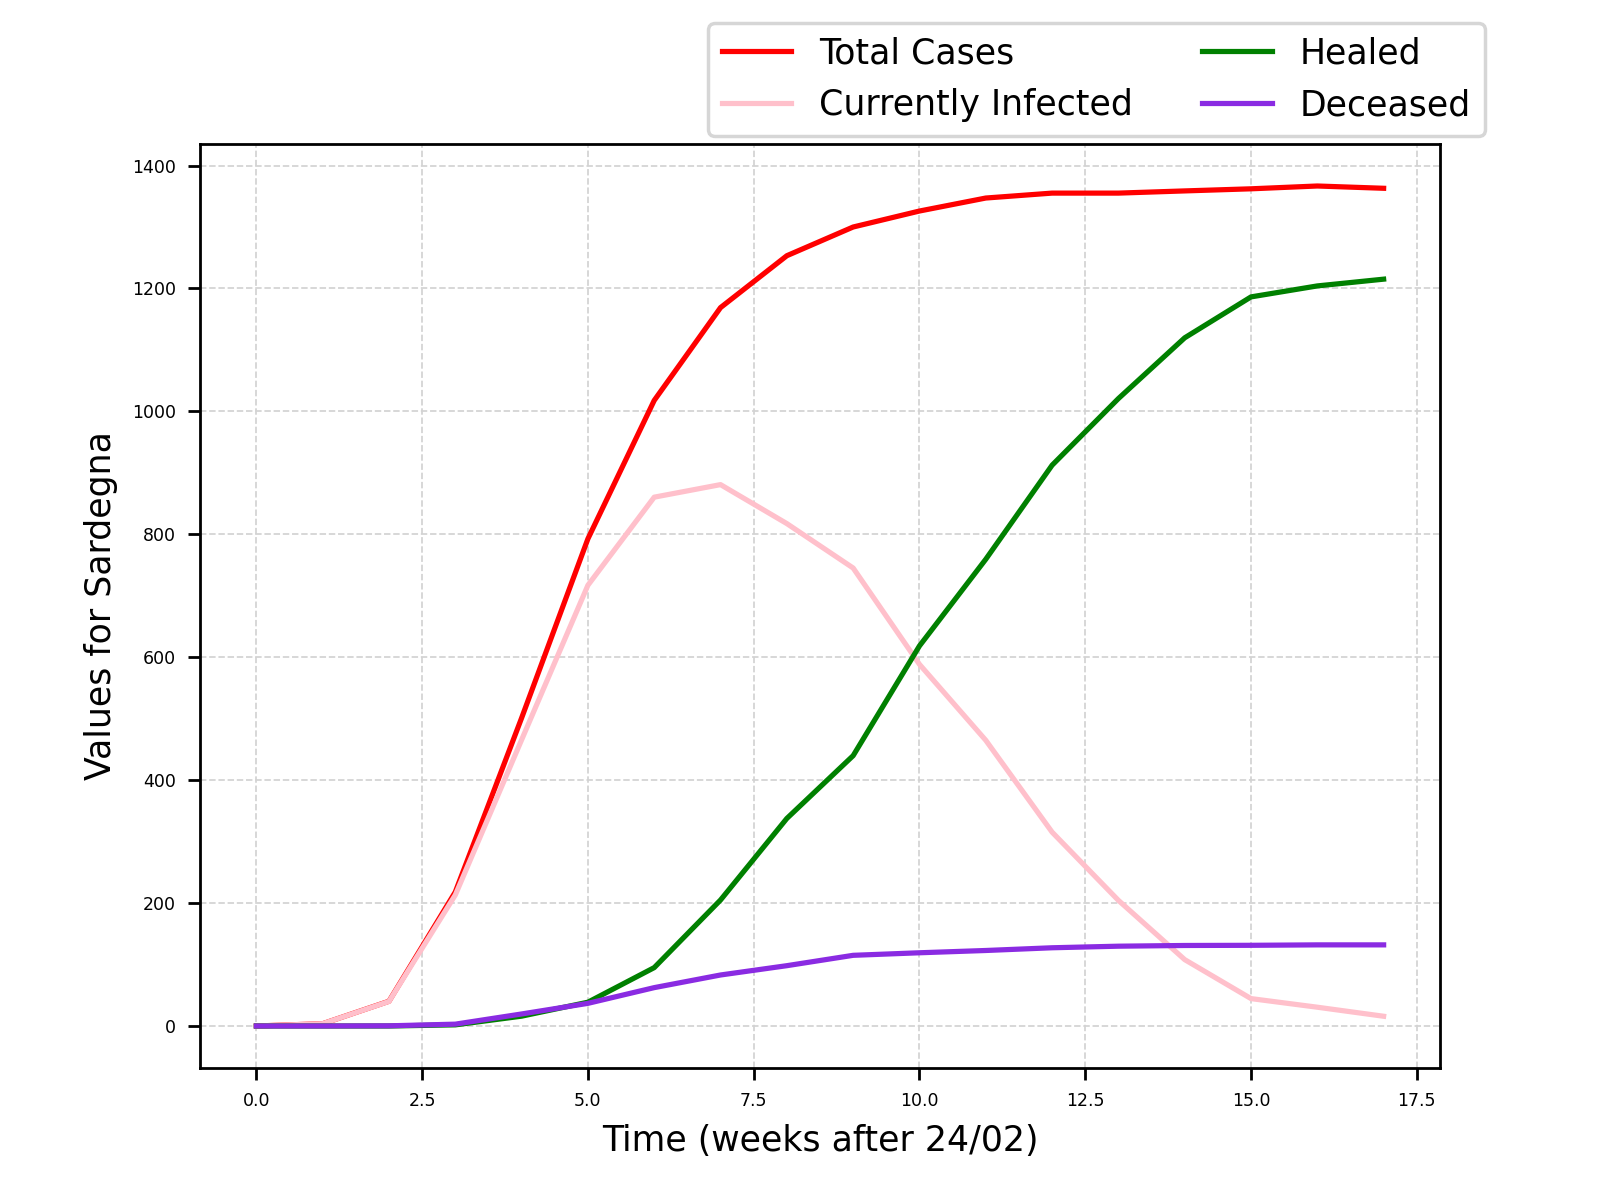 Total Cases
Currently Infected
Healed
Deceased
Values for Sardegna
1400
1200
1000
800
600
400
200
0
0.0 2.5 5.0 7.5 10.0 12.5 15.0 17.5
Time (weeks after 24/02)